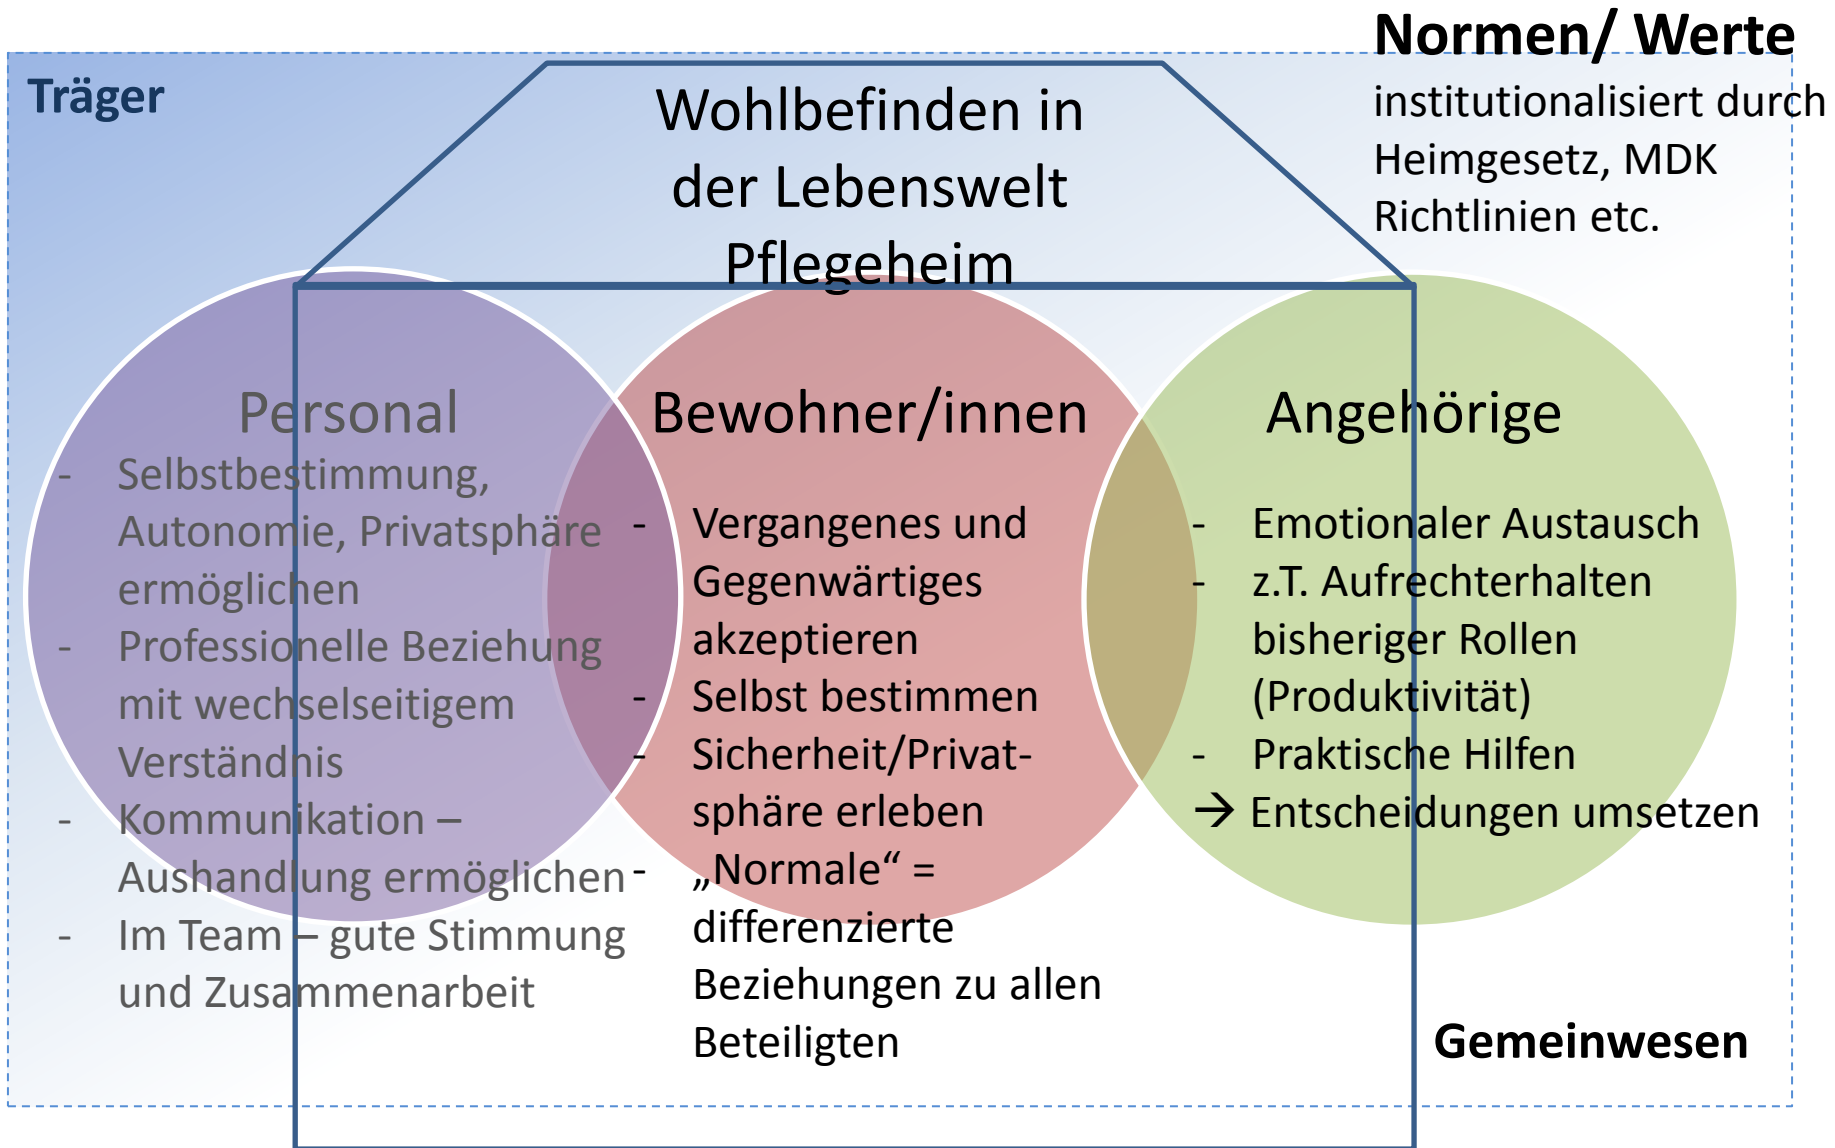 Normen/ Werte
institutionalisiert durch
Heimgesetz, MDK
Richtlinien etc.
Träger
Wohlbefinden in
der Lebenswelt
Pflegeheim
Personal
- Selbstbestimmung,
Autonomie, Privatsphäre
ermöglichen
- Professionelle Beziehung
mit wechselseitigem
Verständnis
- Kommunikation –
Aushandlung ermöglichen
- Im Team – gute Stimmung
und Zusammenarbeit
Bewohner/innen
- Vergangenes und
Gegenwärtiges
akzeptieren
- Selbst bestimmen
- Sicherheit/Privat-
sphäre erleben
- „Normale“ =
differenzierte
Beziehungen zu allen
Beteiligten
Angehörige
- Emotionaler Austausch
- z.T. Aufrechterhalten
bisheriger Rollen
(Produktivität)
- Praktische Hilfen
→ Entscheidungen umsetzen
Gemeinwesen